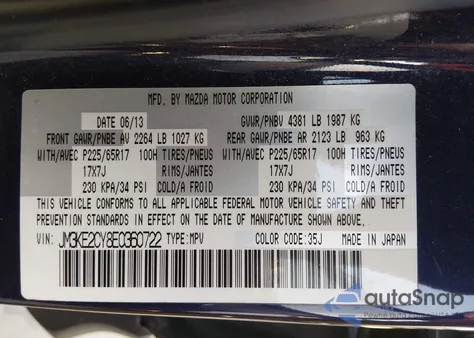 MFD. BY MAZDA MOTOR CORPORATION
DATE 06/13 GVWR/PNBV 4381 LB 1987 KG
FRONT GAWR/PNBE AV 2264 LB 1027 KG REAR GAWR/PNBE AR 2123 LB 963 KG
WITH/AVEC P225/65R17 100H TIRES/PNEUS WITH/AVEC P225/65R17 100H TIRES/PNEUS
17X7J RIMS/JANTES 17X7J RIMS/JANTES
230 KPA/34 PSI COLD/A FROID 230 KPA/34 PSI COLD/A FROID
THIS VEHICLE CONFORMS TO ALL APPLICABLE FEDERAL MOTOR VEHICLE SAFETY AND THEFT
PREVENTION STANDARDS IN EFFECT ON THE DATE OF MANUFACTURE SHOWN ABOVE.
VIN: JM3KE2CY8E0360722 TYPE:MPV COLOR CODE:35J MADE IN JAPAN
autoSnap